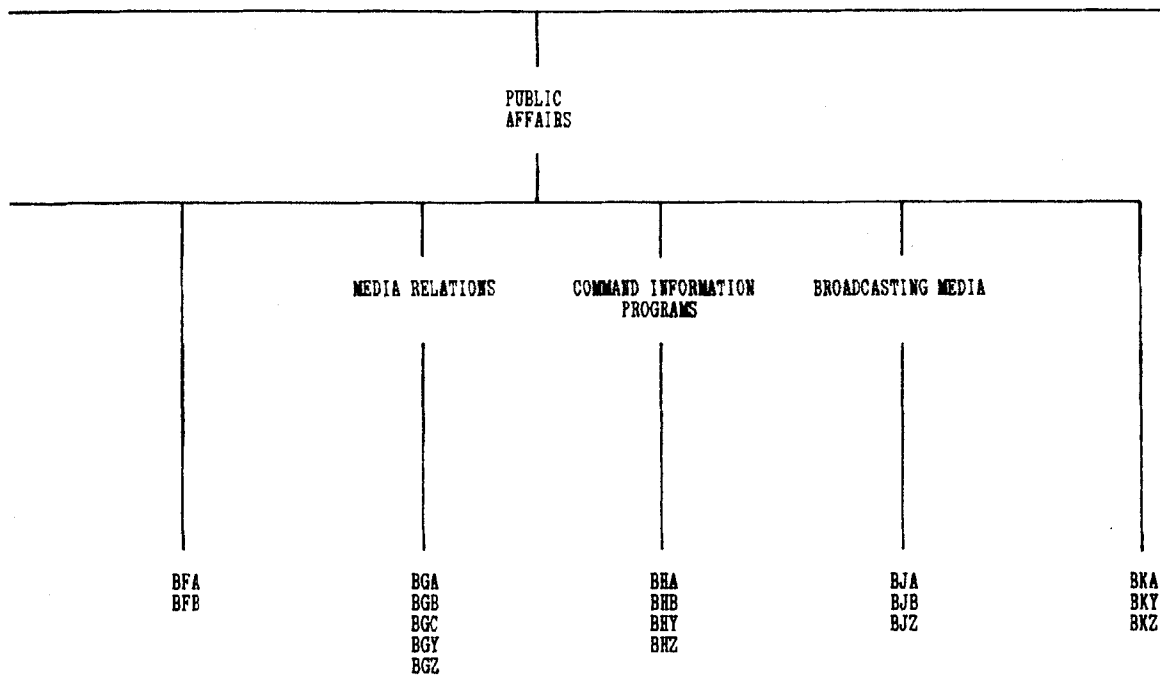 PUBLIC
AFFAIRS
MEDIA RELATIONS
COMMAND INFORMATION
PROGRAMS
BROADCASTING MEDIA
BFA
BFB
BGA
BGB
BGC
BGY
BGZ
BHA
BHB
BHY
BHZ
BJA
BJB
BJZ
BKA
BKY
BKZ